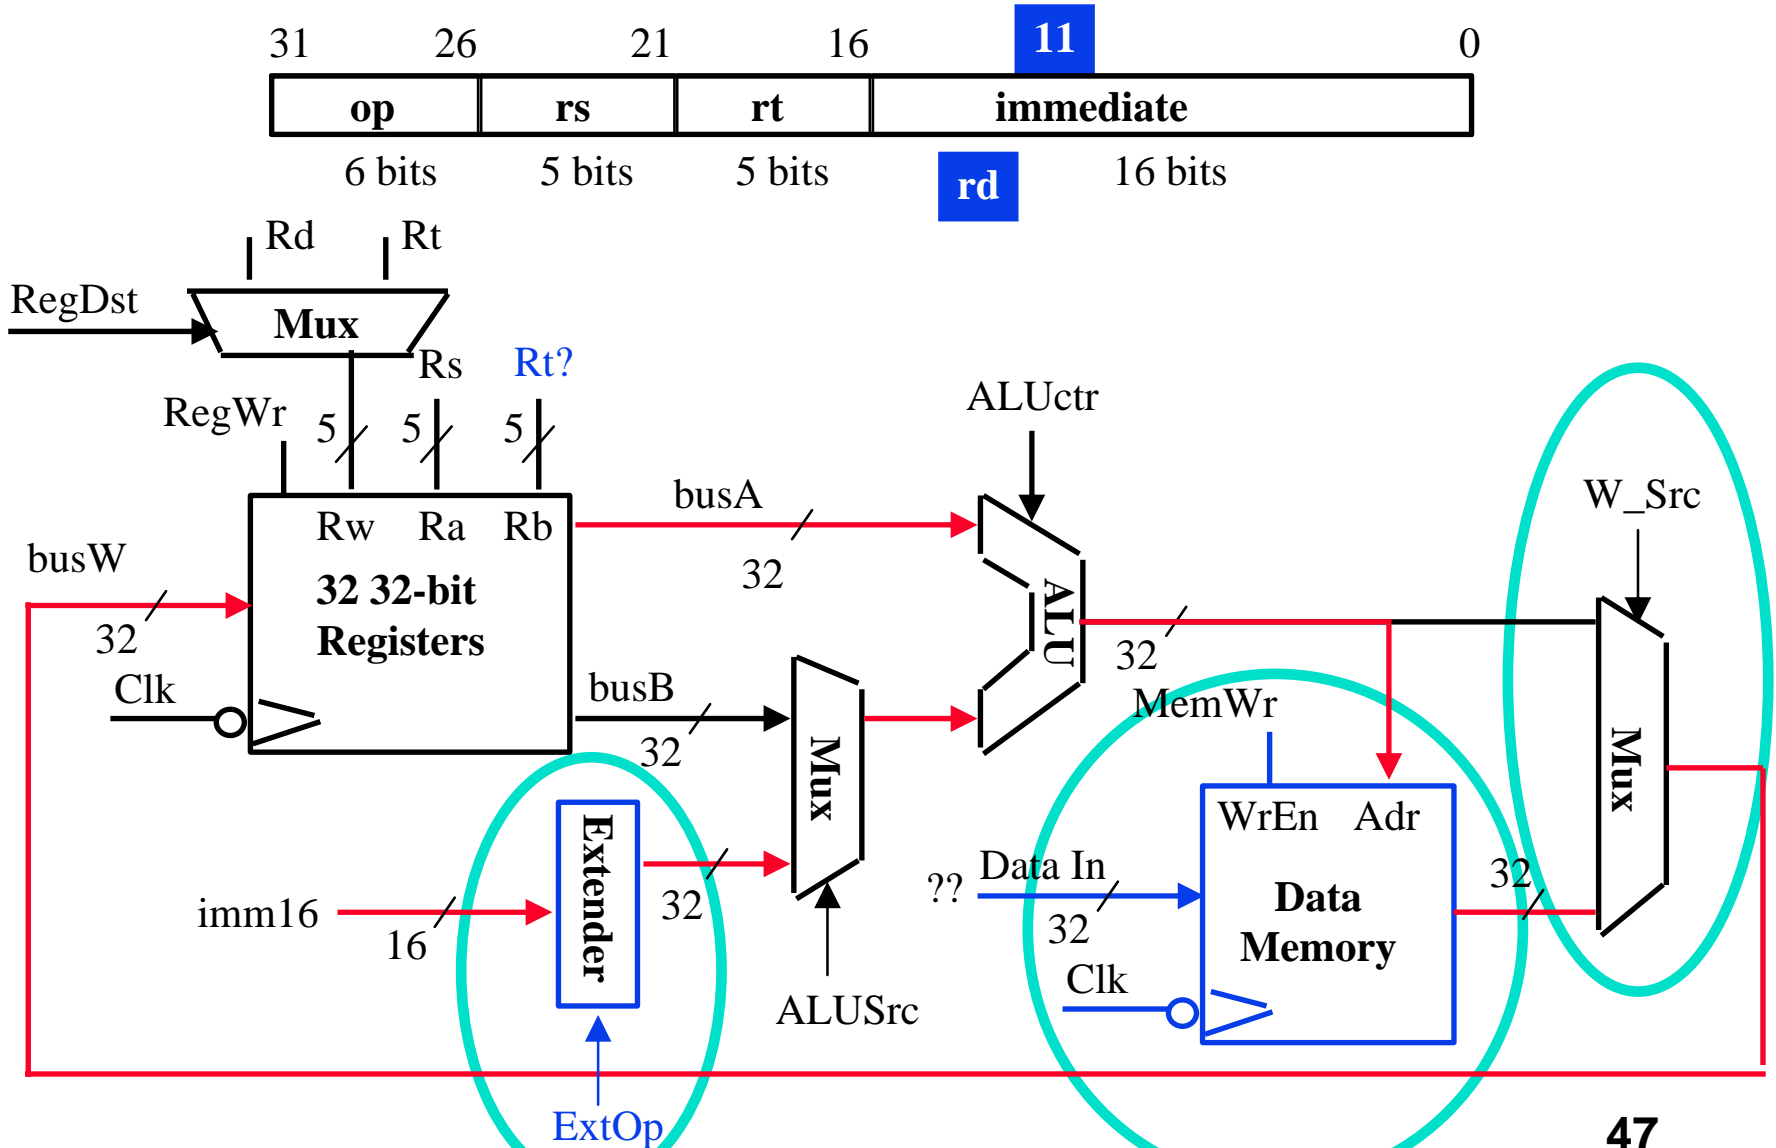 31 26 21 16 11 0
op rs rt immediate
6 bits 5 bits 5 bits rd 16 bits
Rd Rt
RegDst
Mux
Rs Rt?
RegWr 5 5 5
ALUctr
busA
W_Src
Rw Ra Rb
busW
32
32 32-bit
Registers
32
ALU
32
Clk
busB
MemWr
32
Mux
Mux
WrEn Adr
Extender
32
?? Data In
32
Data
Memory
32
imm16
16
Clk
ALUSrc
ExtOp
47